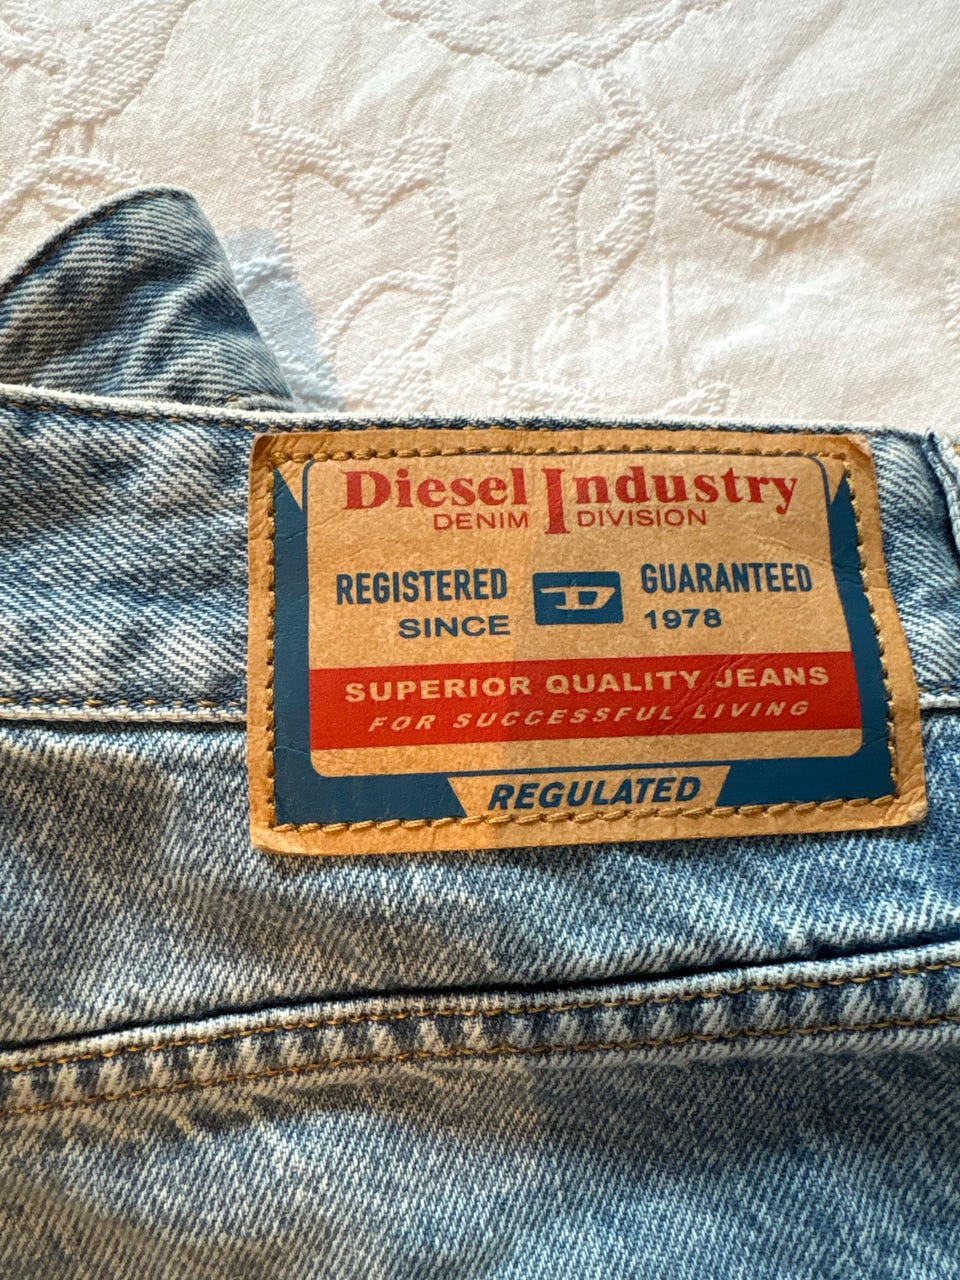 Diesel Industry
DENIM DIVISION
REGISTERED D GUARANTEED
SINCE 1978
SUPERIOR QUALITY JEANS
FOR SUCCESSFUL LIVING
REGULATED